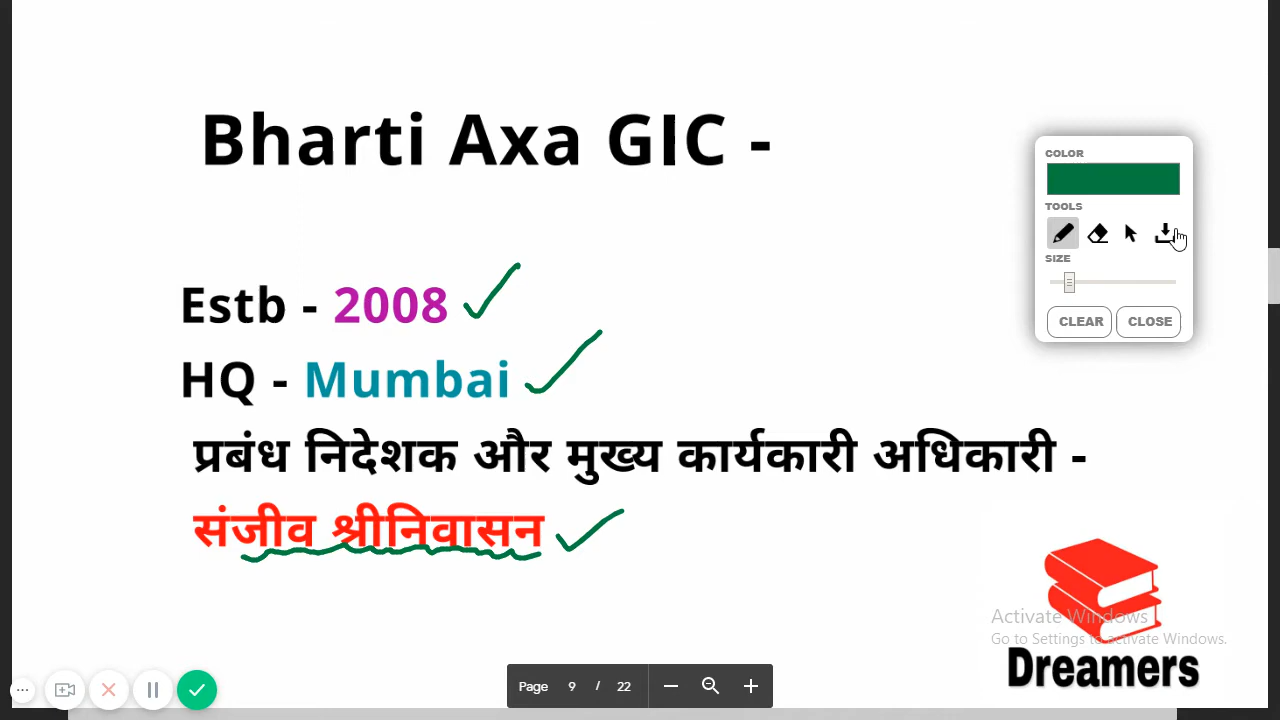 Bharti Axa GIC -
COLOR
TOOLS
SIZE
CLEAR CLOSE
Estb - 2008
HQ - Mumbai
प्रबंध निदेशक और मुख्य कार्यकारी अधिकारी -
संजीव श्रीनिवासन
Activate Windows
Go to Settings to activate Windows.
Dreamers
Page 9 / 22